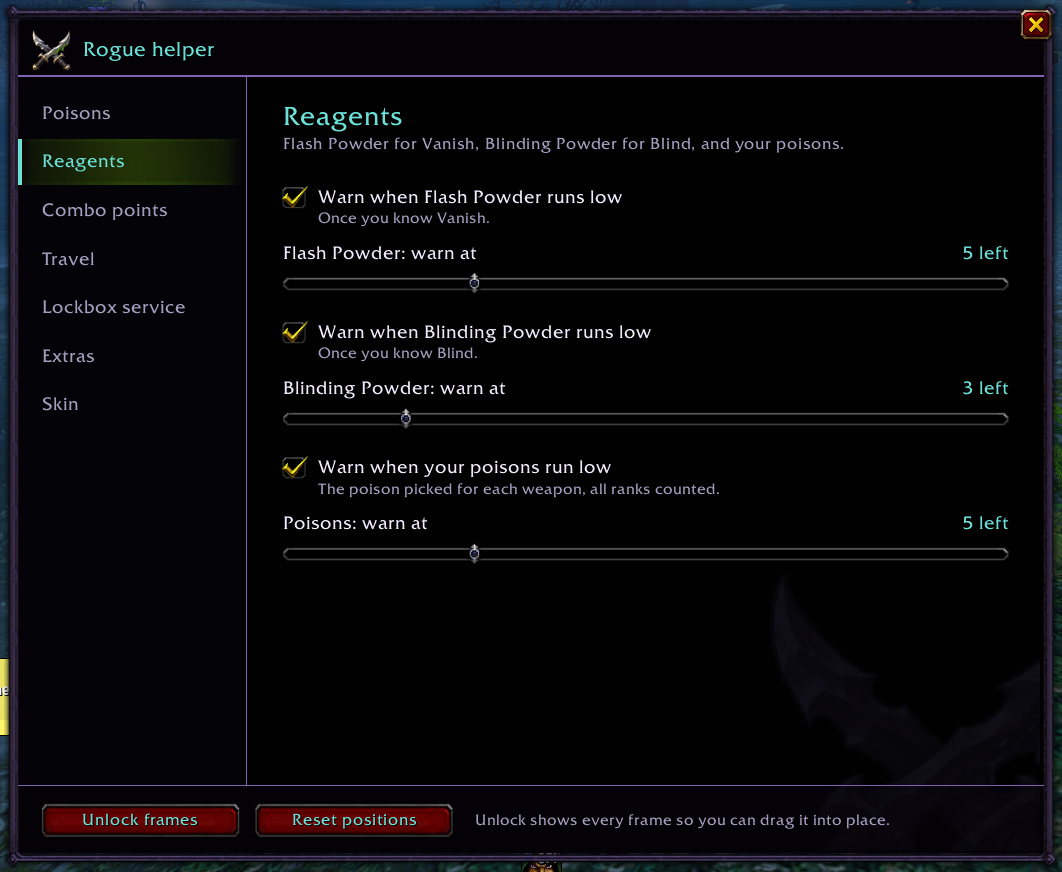 Rogue helper
Poisons
Reagents
Combo points
Travel
Lockbox service
Extras
Skin
Reagents
Flash Powder for Vanish, Blinding Powder for Blind, and your poisons.
Warn when Flash Powder runs low
Once you know Vanish.
Flash Powder: warn at
5 left
Warn when Blinding Powder runs low
Once you know Blind.
Blinding Powder: warn at
3 left
Warn when your poisons run low
The poison picked for each weapon, all ranks counted.
Poisons: warn at
5 left
Unlock frames
Reset positions
Unlock shows every frame so you can drag it into place.